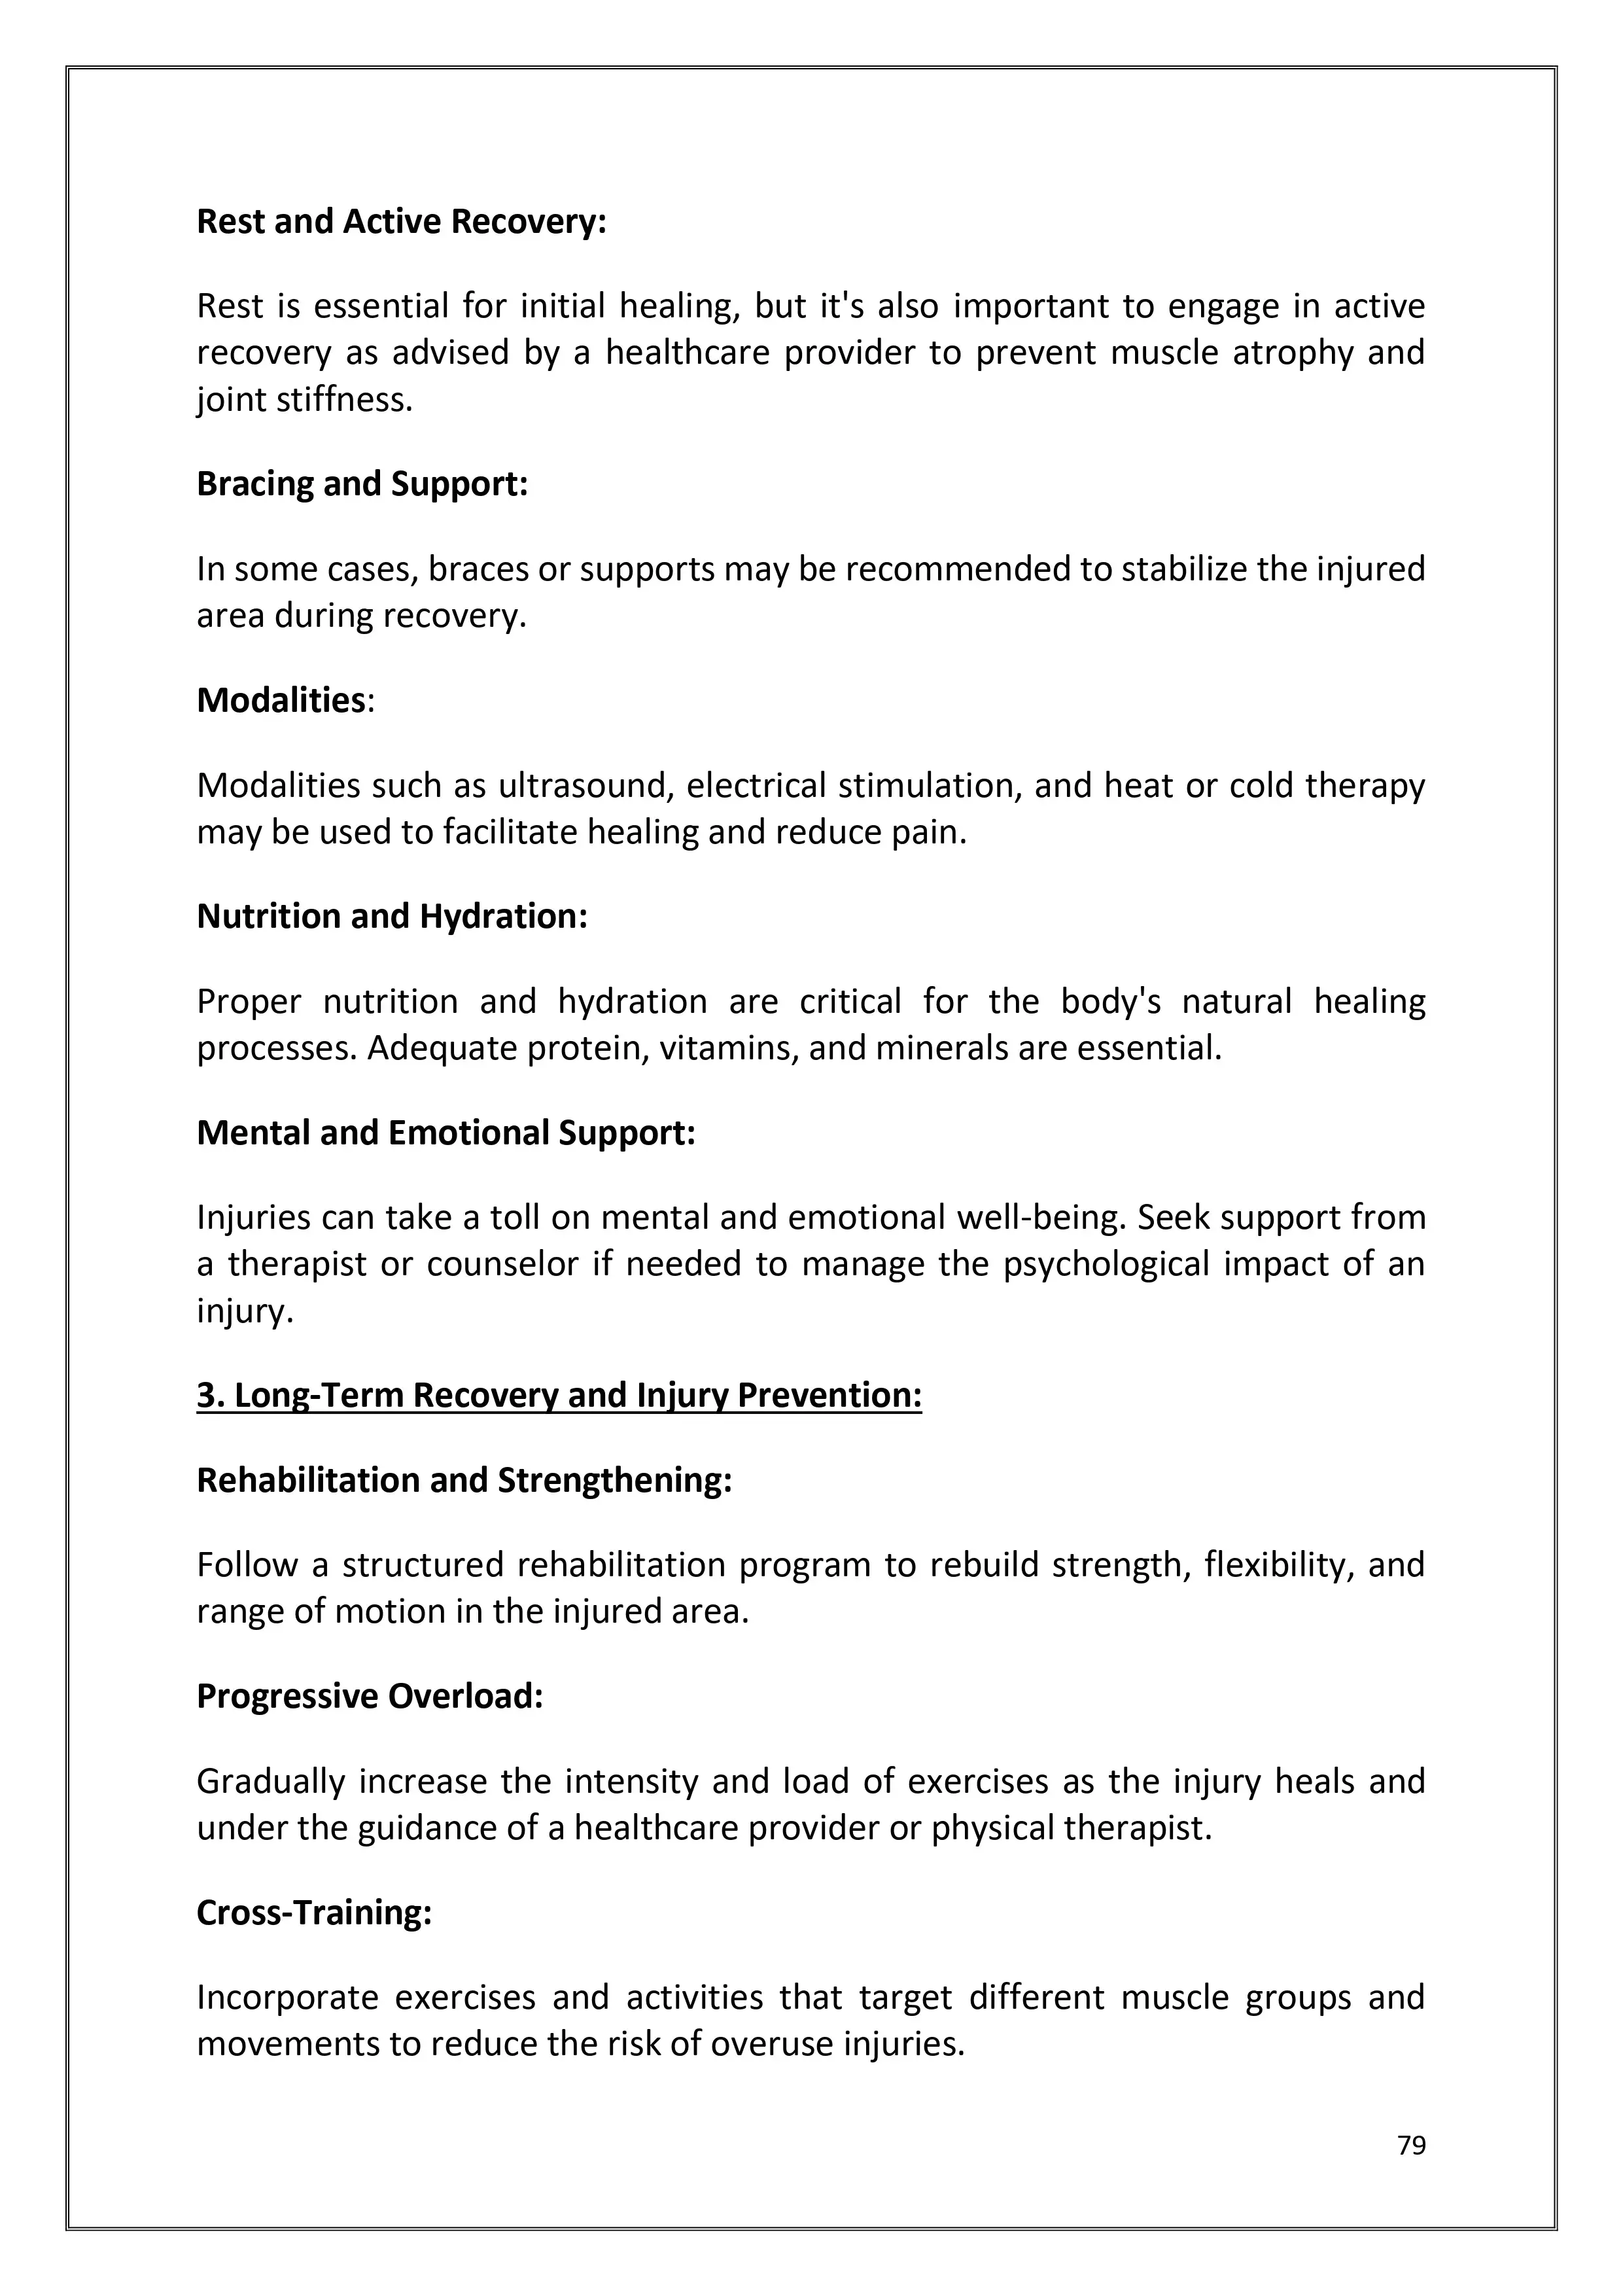 Rest and Active Recovery:
Rest is essential for initial healing, but it's also important to engage in active
recovery as advised by a healthcare provider to prevent muscle atrophy and
joint stiffness.
Bracing and Support:
In some cases, braces or supports may be recommended to stabilize the injured
area during recovery.
Modalities:
Modalities such as ultrasound, electrical stimulation, and heat or cold therapy
may be used to facilitate healing and reduce pain.
Nutrition and Hydration:
Proper nutrition and hydration are critical for the body's natural healing
processes. Adequate protein, vitamins, and minerals are essential.
Mental and Emotional Support:
Injuries can take a toll on mental and emotional well-being. Seek support from
a therapist or counselor if needed to manage the psychological impact of an
injury.
3. Long-Term Recovery and Injury Prevention:
Rehabilitation and Strengthening:
Follow a structured rehabilitation program to rebuild strength, flexibility, and
range of motion in the injured area.
Progressive Overload:
Gradually increase the intensity and load of exercises as the injury heals and
under the guidance of a healthcare provider or physical therapist.
Cross-Training:
Incorporate exercises and activities that target different muscle groups and
movements to reduce the risk of overuse injuries.
79